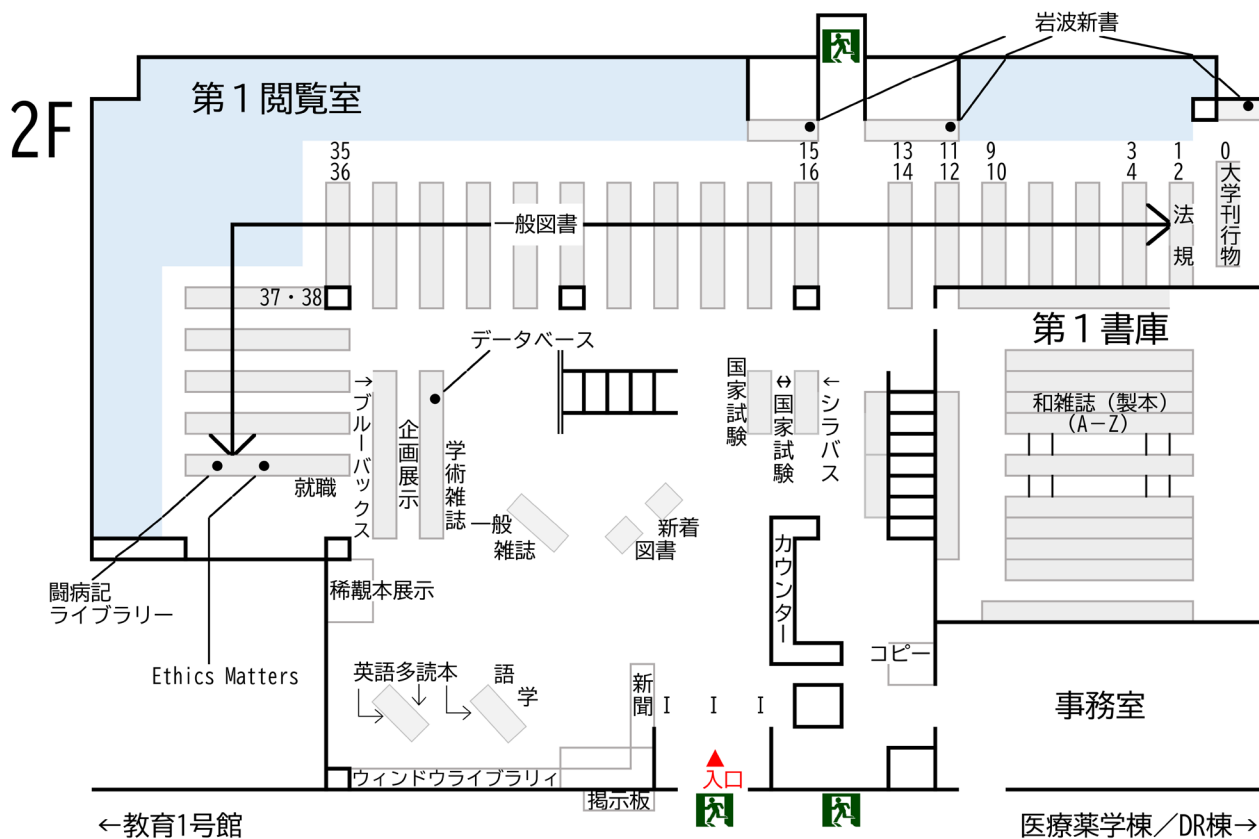 2F
第1閲覧室
岩波新書
35
36
15
16
13
14
11
12
9
10
3
4
1
2
0
大学刊行物
法規
一般図書
37・38
データベース
→ブルーバックス
企画展示
学術雑誌
国家試験
↔国家試験
←シラバス
第1書庫
和雑誌(製本)
(A−Z)
就職
一般
雑誌
新着
図書
カウンター
闘病記
ライブラリー
稀覯本展示
Ethics Matters
英語多読本
語学
新聞
I I I
コピー
事務室
入口
ウィンドウライブラリィ
掲示板
←教育1号館
医療薬学棟/DR棟→